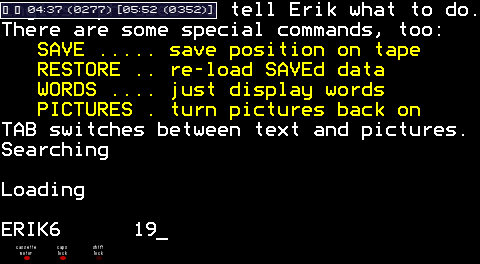 04:37 (0277) [05:52 (0352)] tell Erik what to do.
There are some special commands, too:
SAVE ..... save position on tape
RESTORE .. re-load SAVEd data
WORDS .... just display words
PICTURES . turn pictures back on
TAB switches between text and pictures.
Searching
Loading
ERIK6 19_
cassette motor caps lock shift lock